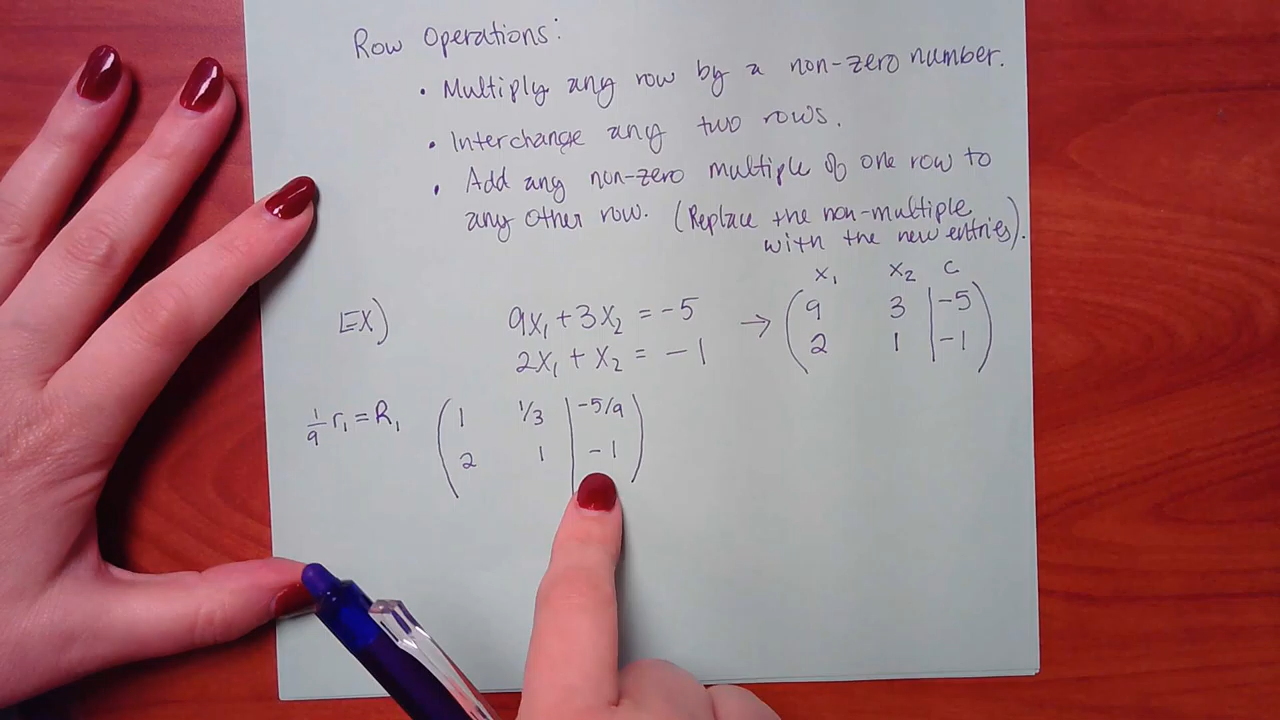 Row Operations:
• Multiply any row by a non-zero number.
• Interchange any two rows.
• Add any non-zero multiple of one row to
any other row. (Replace the non-multiple
with the new entries).
x₁ x₂ c
EX) 9x₁+3x₂ = -5 → (9 3 | -5)
2x₁ + x₂ = -1 (2 1 | -1)
1/9 r₁ = R₁ (1 1/3 | -5/9)
(2 1 | -1)